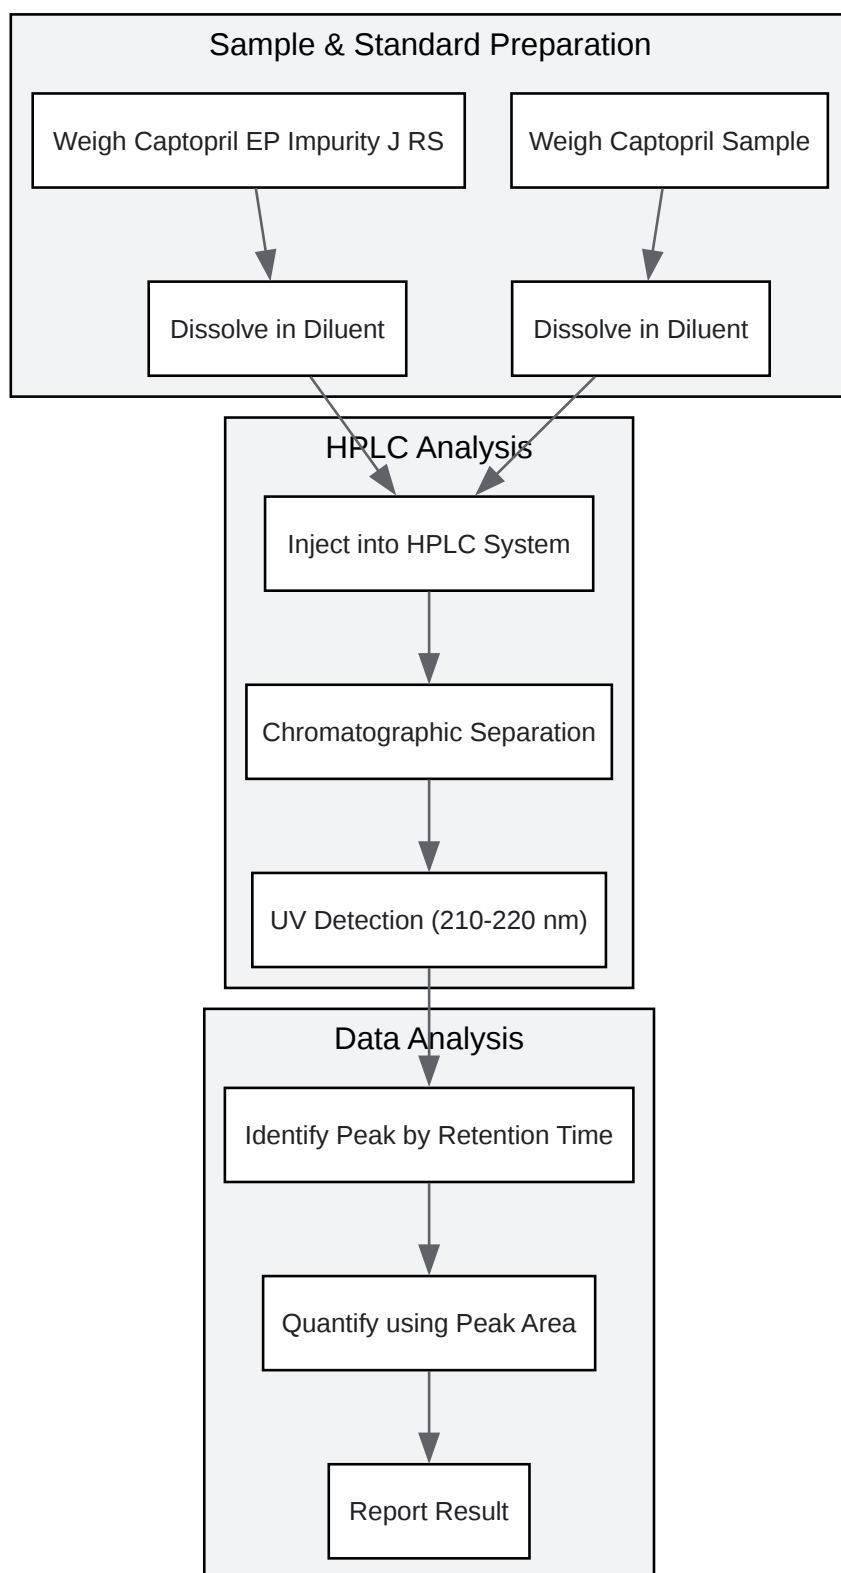 Sample & Standard Preparation
Weigh Captopril EP Impurity J RS
Weigh Captopril Sample
Dissolve in Diluent
Dissolve in Diluent
HPLC Analysis
Inject into HPLC System
Chromatographic Separation
UV Detection (210-220 nm)
Data Analysis
Identify Peak by Retention Time
Quantify using Peak Area
Report Result